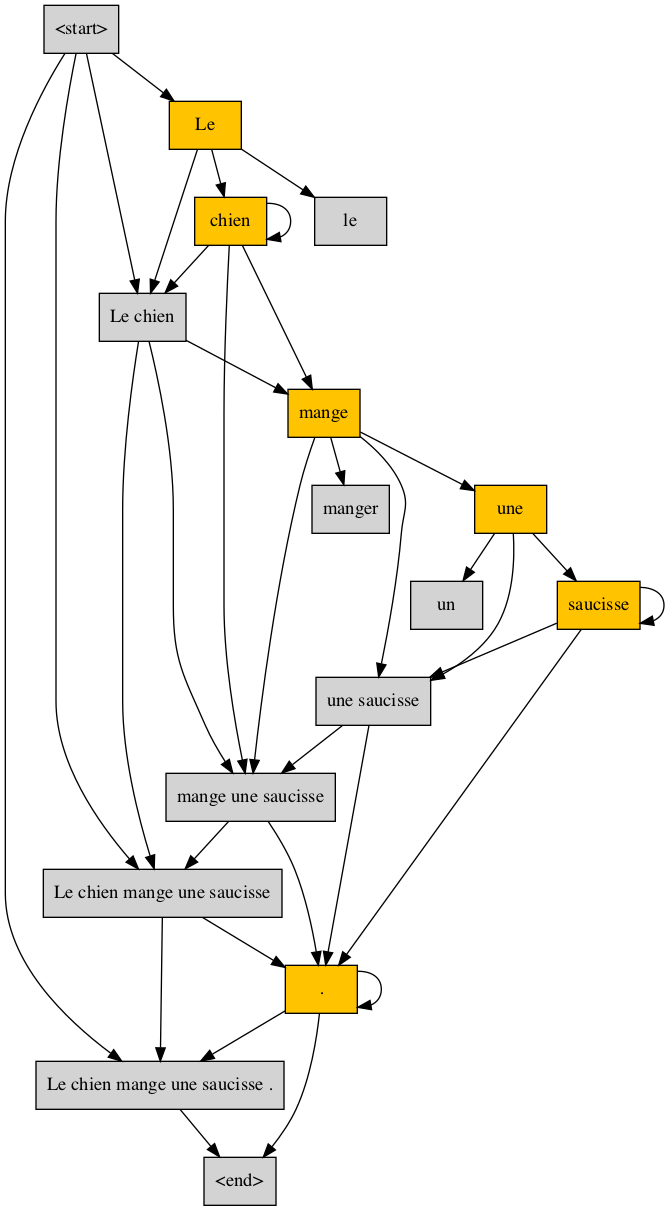 <start>
Le
chien
le
Le chien
mange
manger
une
un
saucisse
une saucisse
mange une saucisse
Le chien mange une saucisse
.
Le chien mange une saucisse .
<end>